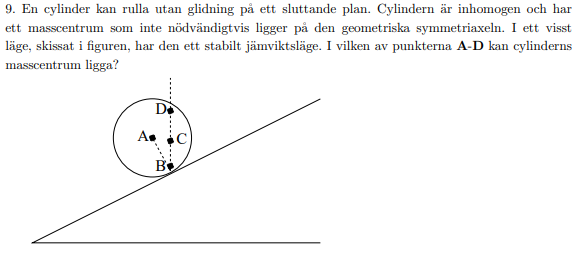 9. En cylinder kan rulla utan glidning på ett sluttande plan. Cylindern är inhomogen och har
ett masscentrum som inte nödvändigtvis ligger på den geometriska symmetriaxeln. I ett visst
läge, skissat i figuren, har den ett stabilt jämviktsläge. I vilken av punkterna A-D kan cylinderns
masscentrum ligga?
D
A
C
B